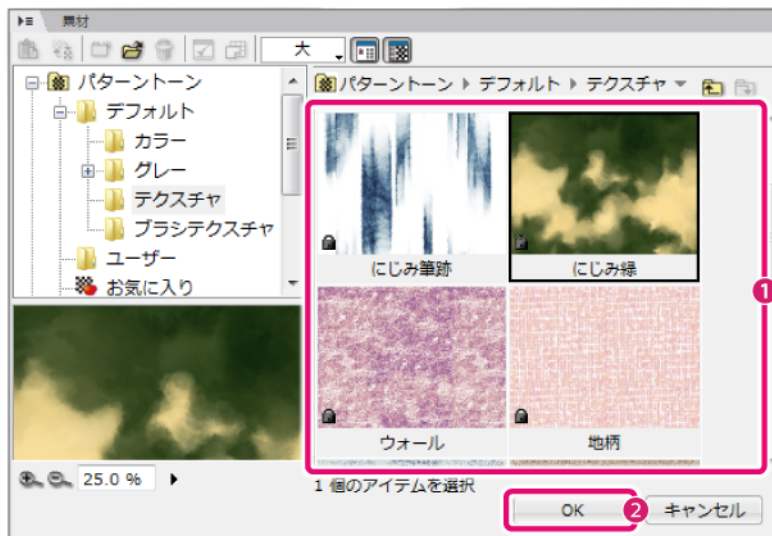 素材
大
パターントーン
デフォルト
カラー
グレー
テクスチャ
ブラシテクスチャ
ユーザー
お気に入り
25.0 %
パターントーン デフォルト テクスチャ
にじみ筆跡 にじみ緑
ウォール 地柄
1
1 個のアイテムを選択
OK 2 キャンセル